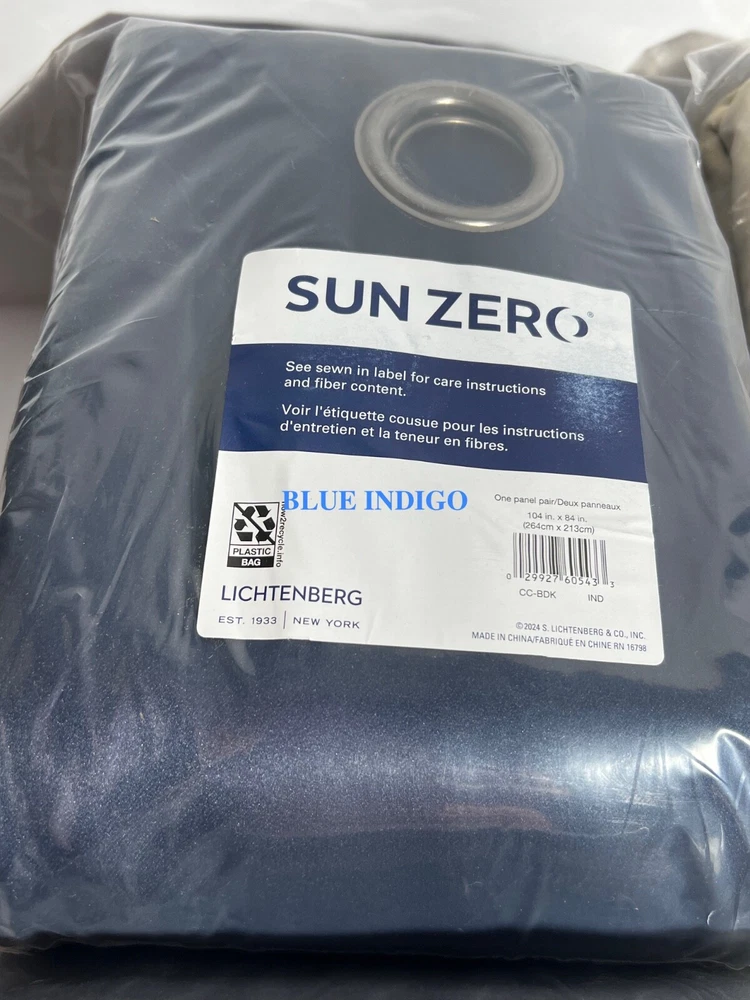 SUN ZERO®
See sewn in label for care instructions
and fiber content.
Voir l'étiquette cousue pour les instructions
d'entretien et la teneur en fibres.
BLUE INDIGO
One panel pair/Deux panneaux
104 in. x 84 in.
(264cm x 213cm)
0 29927 60543 3
CC-BDK IND
how2recycle.info
PLASTIC
BAG
LICHTENBERG
EST. 1933 | NEW YORK
©2024 S. LICHTENBERG & CO., INC.
MADE IN CHINA/FABRIQUÉ EN CHINE RN 16798